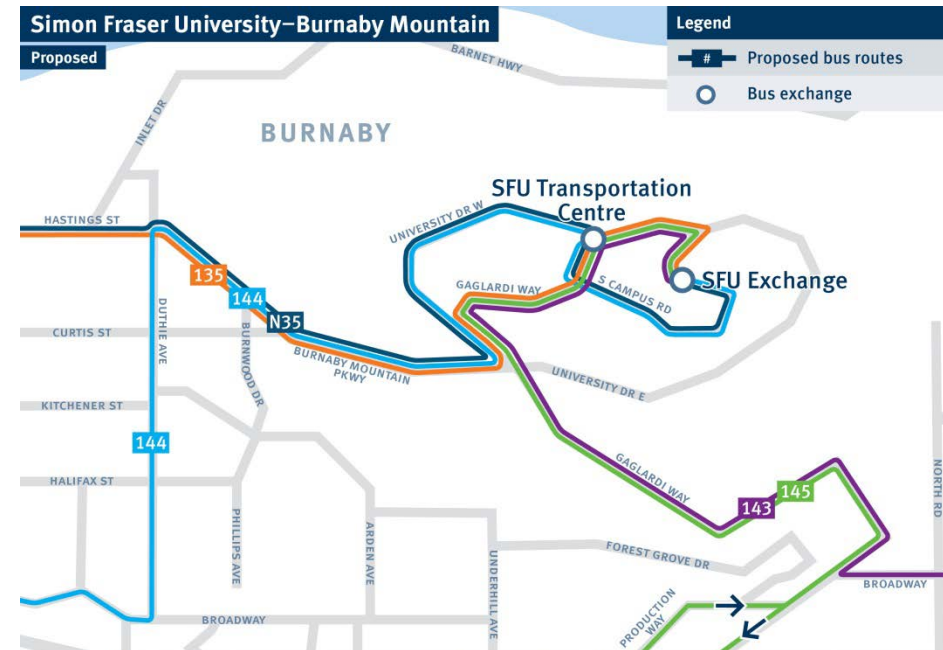 Simon Fraser University–Burnaby Mountain
Proposed
Legend
# Proposed bus routes
Bus exchange
BARNET HWY
INLET DR
BURNABY
SFU Transportation
Centre
UNIVERSITY DR W
HASTINGS ST
135
144
N35
GAGLARDI WAY
S CAMPUS RD
SFU Exchange
DUTHIE AVE
CURTIS ST
BURNWOOD DR
BURNABY MOUNTAIN
PKWY
UNIVERSITY DR E
KITCHENER ST
144
GAGLARDI WAY
HALIFAX ST
143
145
NORTH RD
PHILLIPS AVE
ARDEN AVE
UNDERHILL AVE
FOREST GROVE DR
BROADWAY
PRODUCTION
WAY
BROADWAY